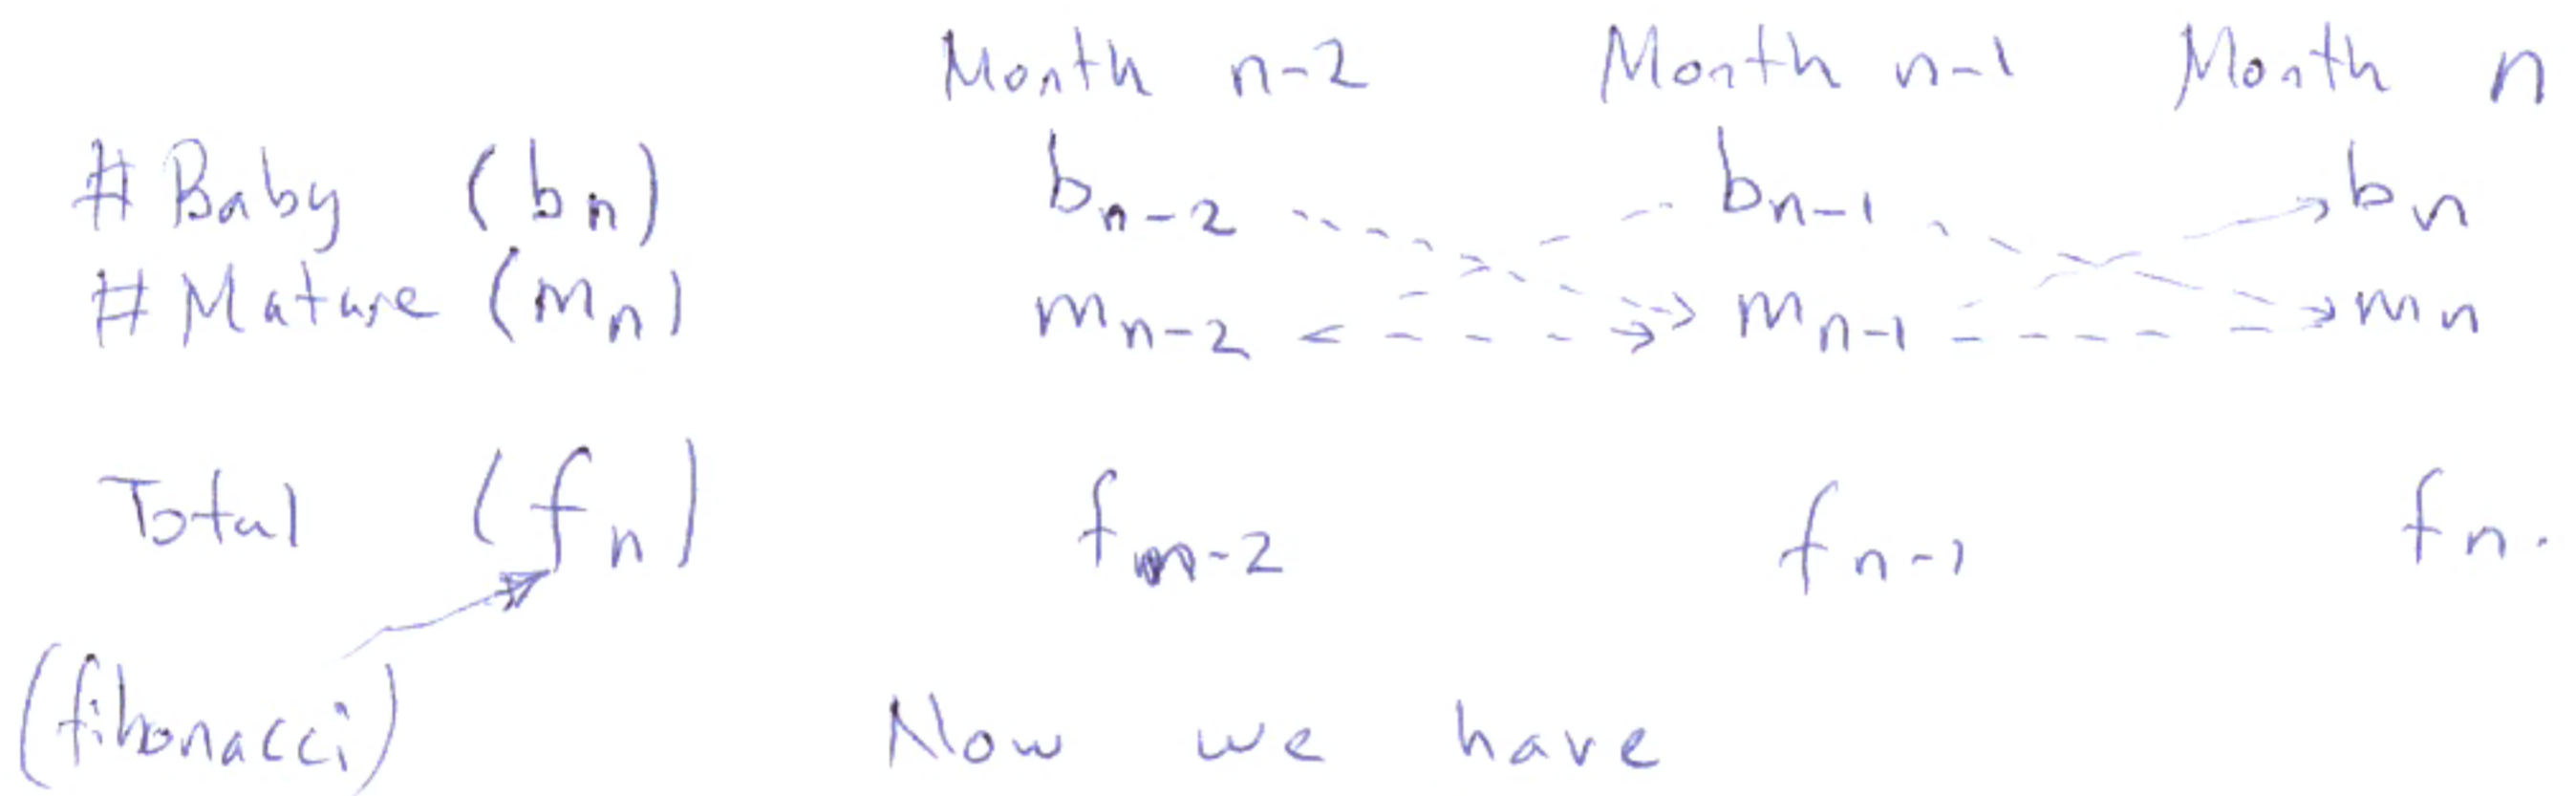 Month n-2 Month n-1 Month n
# Baby (bn) bn-2 bn-1 bn
# Mature (mn) mn-2 mn-1 mn
Total (fn) fn-2 fn-1 fn.
(fibonacci) Now we have